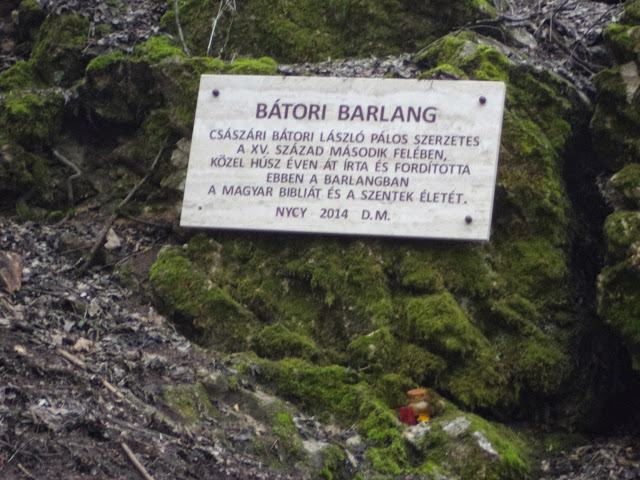 BÁTORI BARLANG
CSÁSZÁRI BÁTORI LÁSZLÓ PÁLOS SZERZETES
A XV. SZÁZAD MÁSODIK FELÉBEN,
KÖZEL HÚSZ ÉVEN ÁT ÍRTA ÉS FORDÍTOTTA
EBBEN A BARLANGBAN
A MAGYAR BIBLIÁT ÉS A SZENTEK ÉLETÉT.
NYCY 2014 D.M.